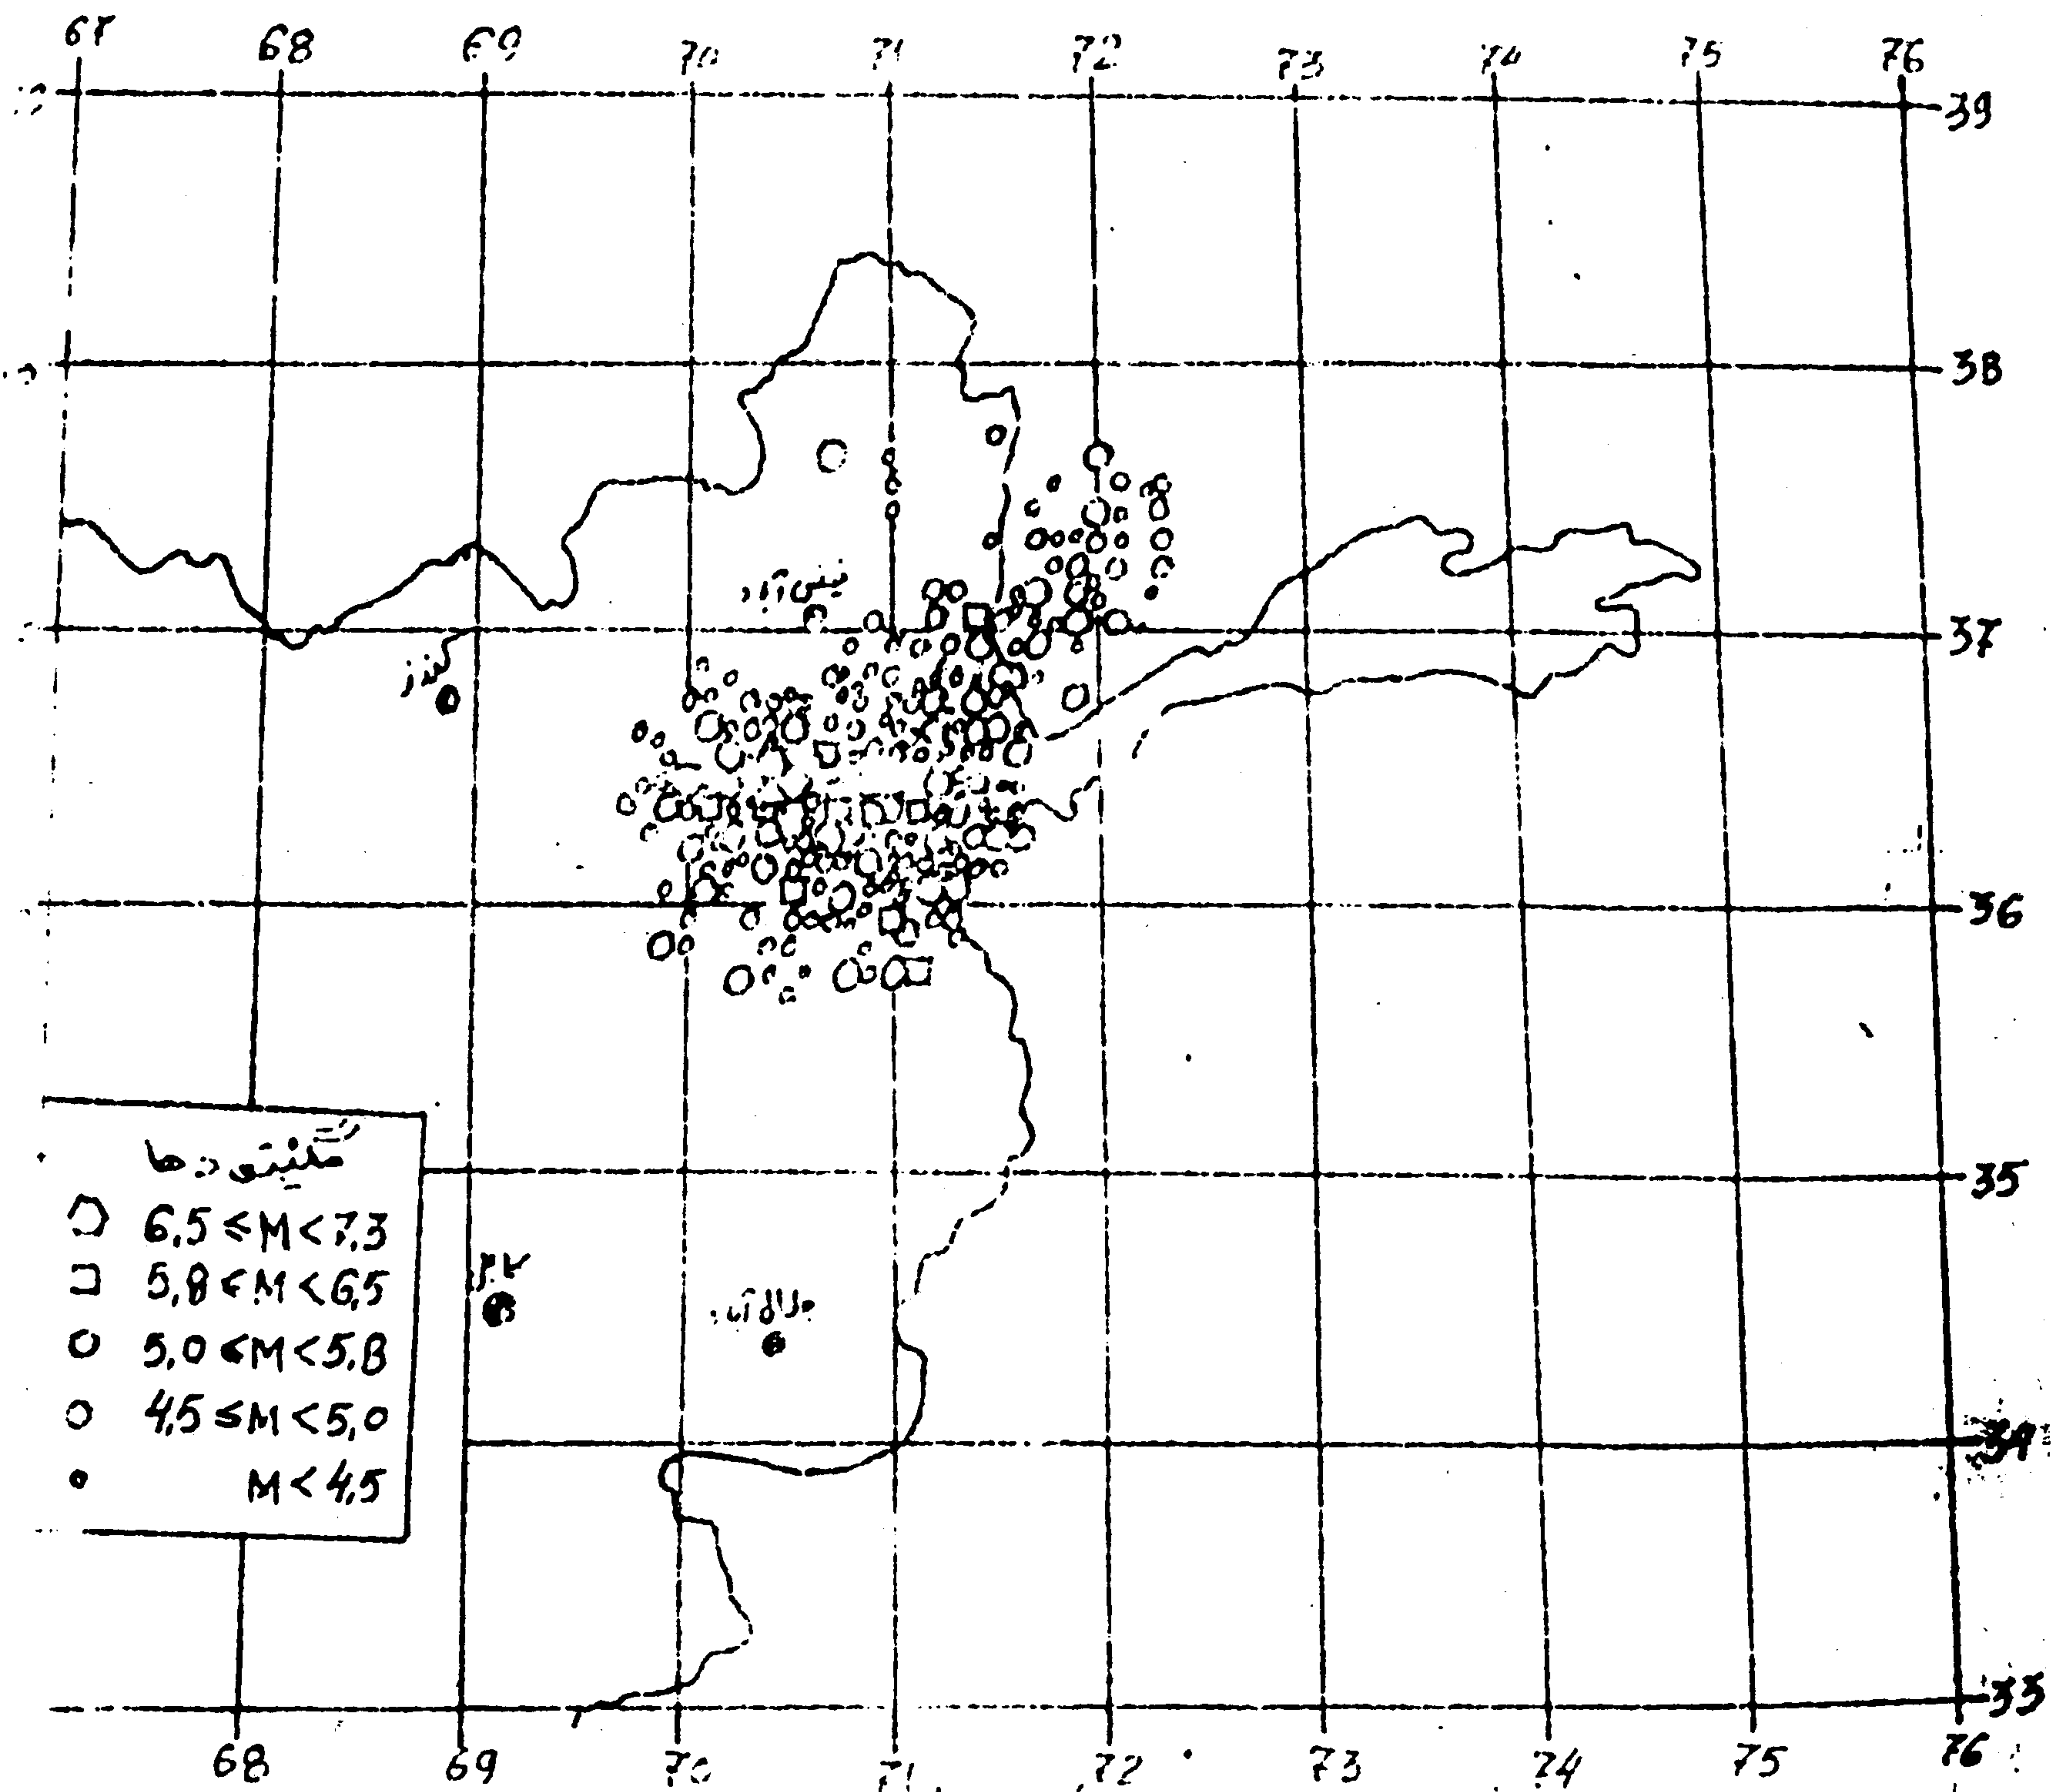 67 68 69 70 71 72 73 74 75 76
39
38
فیض آباد
37
کندز
36
مگنیتودها
35
6,5 ≤ M < 7,3
5,8 ≤ M < 6,5
کابل
جلال آباد
5,0 ≤ M < 5,8
4,5 ≤ M < 5,0
34
M < 4,5
33
68 69 70 71 72 73 74 75 76